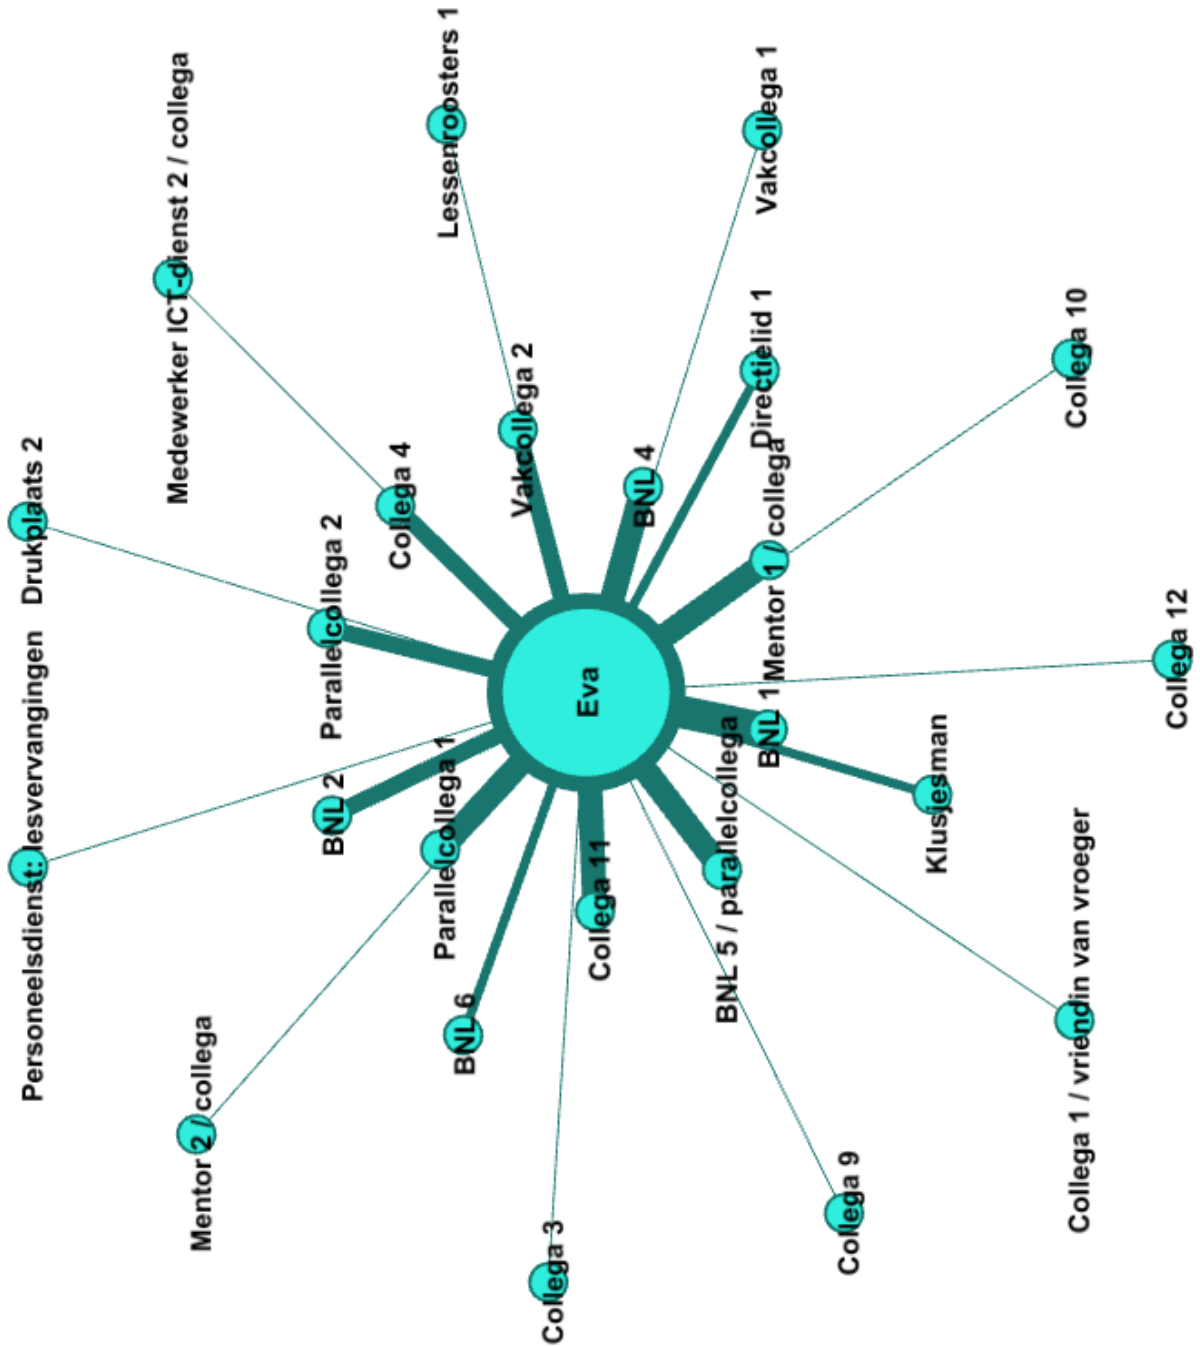 Personeelsdienst: lesvervangingen
Drukplaats 2
Medewerker ICT-dienst 2 / collega
Mentor 2 / collega
BNL 2
Parallelcollega 2
Collega 4
Parallelcollega 1
Lessenroosters 1
BNL 6
Vakcollega 2
Collega 3
Eva
Collega 11
BNL 4
BNL 5 / parallelcollega
Vakcollega 1
Directielid 1
BNL 1
Mentor 1 / collega
Collega 9
Klusjesman
Collega 10
Collega 1 / vriendin van vroeger
Collega 12